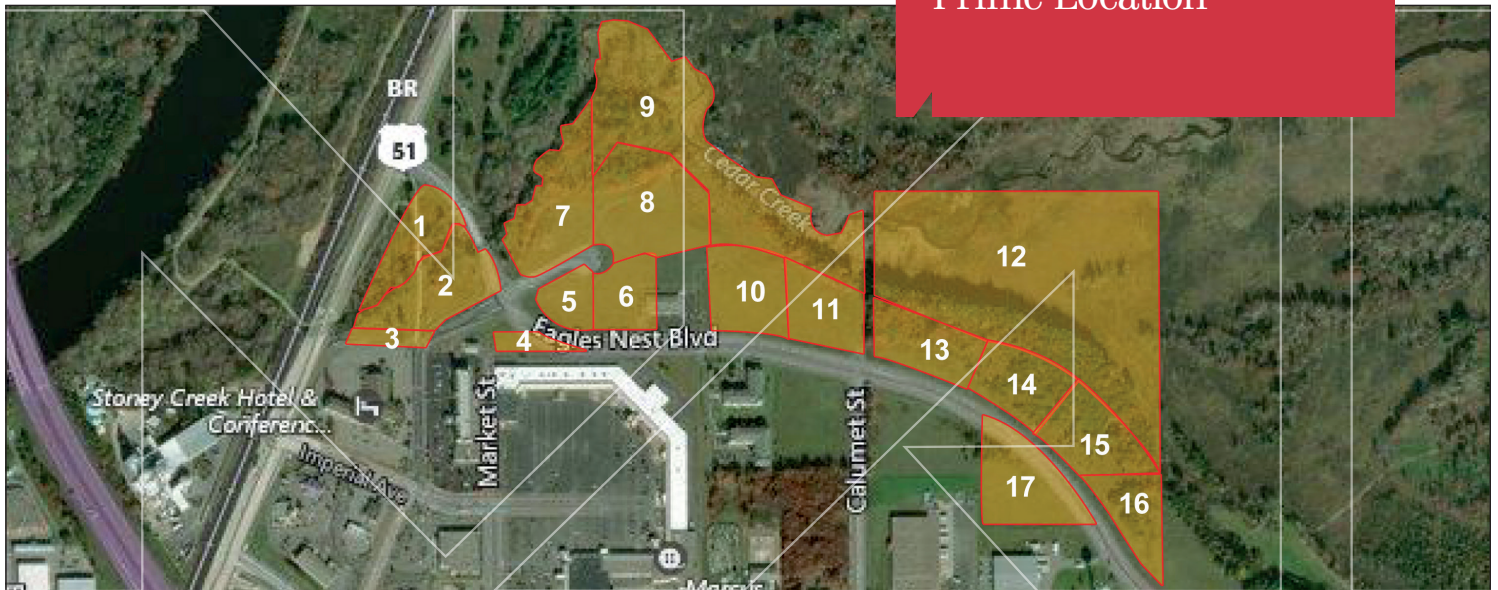 Prime Location
BR
51
9
Cedar Creek
1
7
8
12
2
5
6
10
11
3
4
Eagles Nest Blvd
13
14
Stoney Creek Hotel &
Conferenc...
Market St
Calumet St
15
Imperial Ave
17
16
Marcus